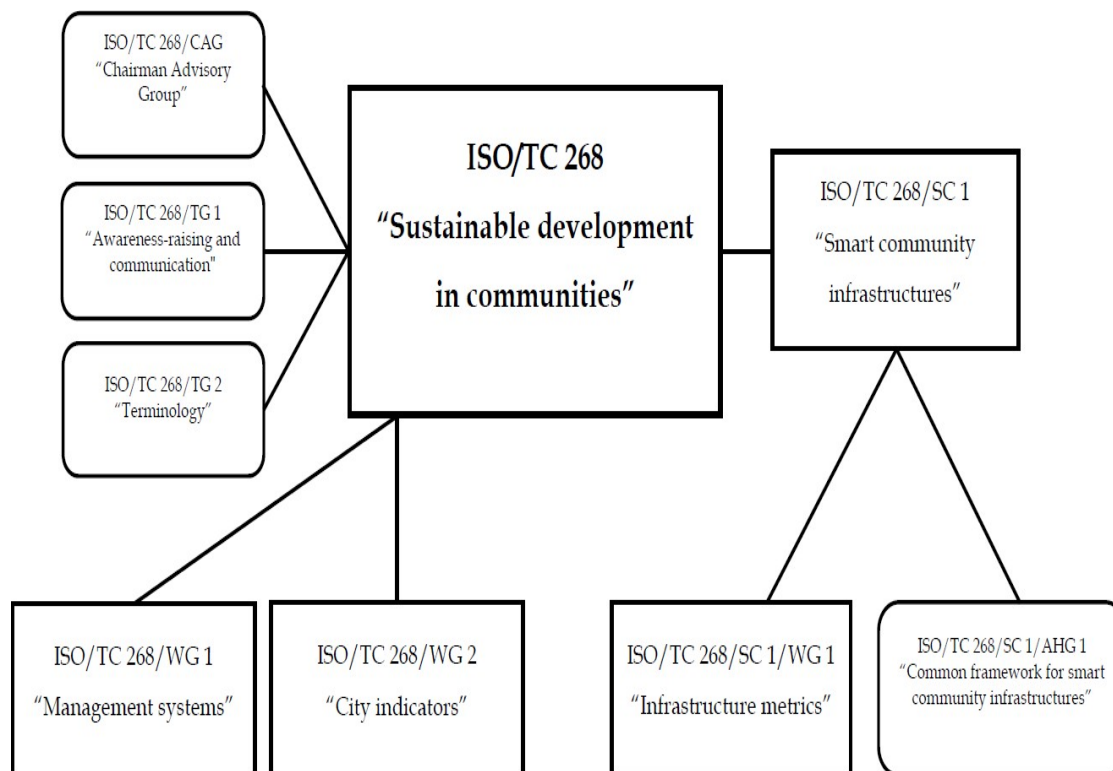 ISO/TC 268/CAG
“Chairman Advisory
Group”
ISO/TC 268/TG 1
“Awareness-raising and
communication"
ISO/TC 268/TG 2
“Terminology”
ISO/TC 268
“Sustainable development
in communities”
ISO/TC 268/SC 1
“Smart community
infrastructures”
ISO/TC 268/WG 1
“Management systems”
ISO/TC 268/WG 2
“City indicators”
ISO/TC 268/SC 1/WG 1
“Infrastructure metrics”
ISO/TC 268/SC 1/AHG 1
“Common framework for smart
community infrastructures”